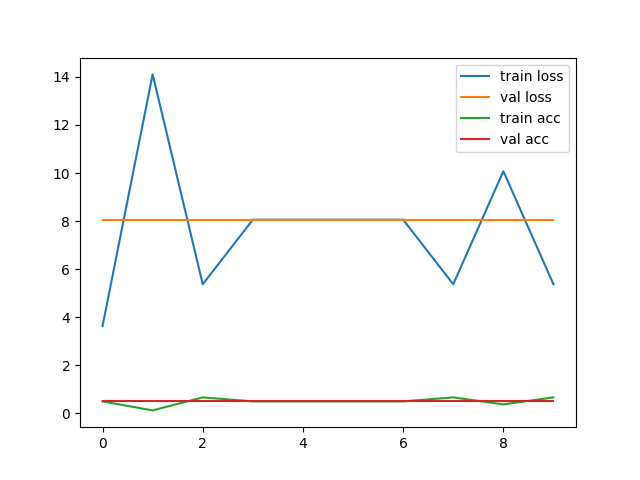 14
12
10
8
6
4
2
0
0 2 4 6 8
train loss
val loss
train acc
val acc